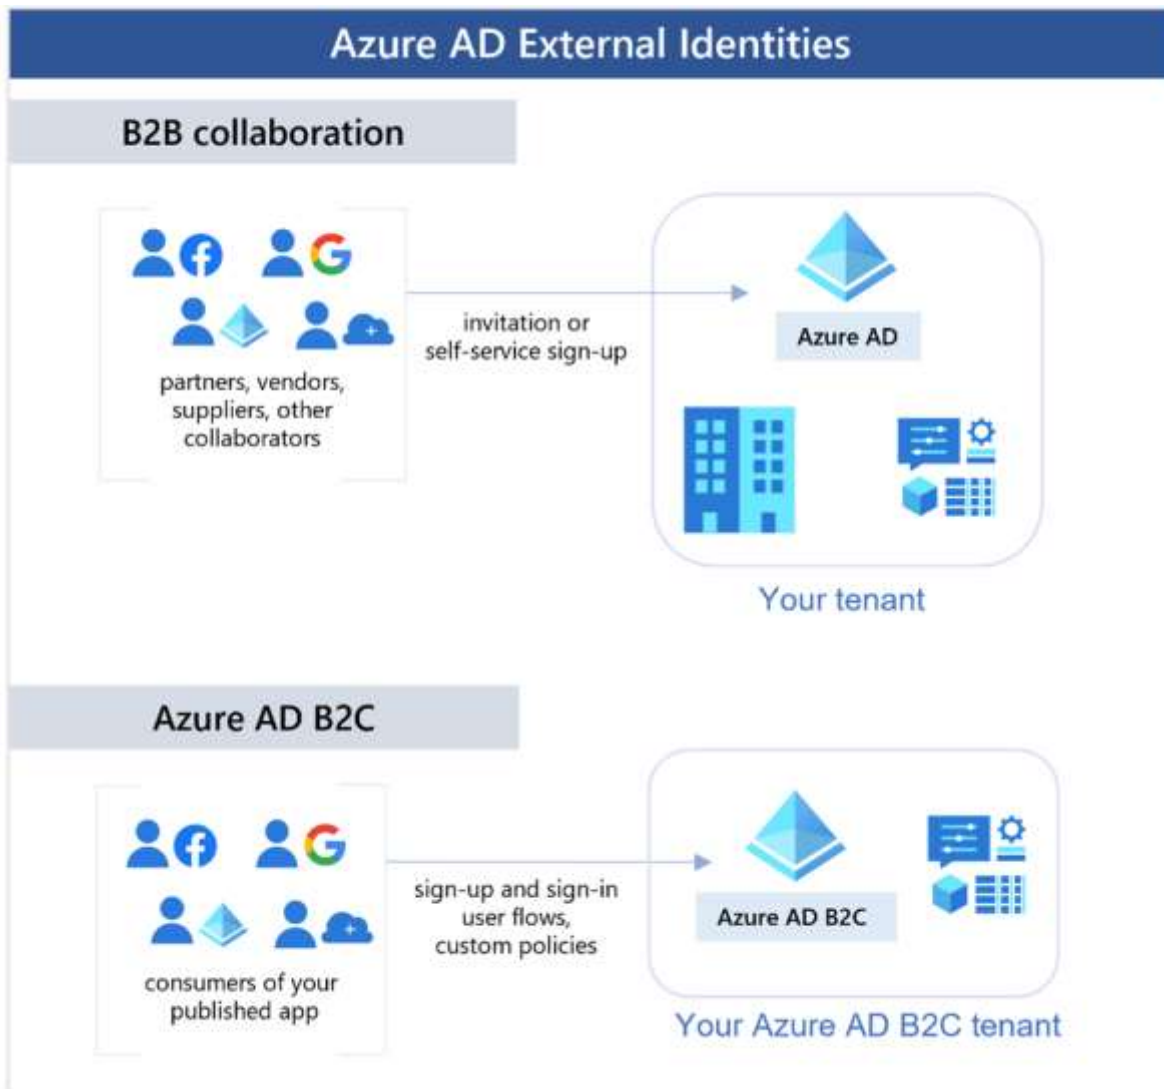 Azure AD External Identities
B2B collaboration
partners, vendors,
suppliers, other
collaborators
invitation or
self-service sign-up
Azure AD
Your tenant
Azure AD B2C
consumers of your
published app
sign-up and sign-in
user flows,
custom policies
Azure AD B2C
Your Azure AD B2C tenant